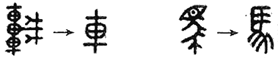 → 車 → 馬